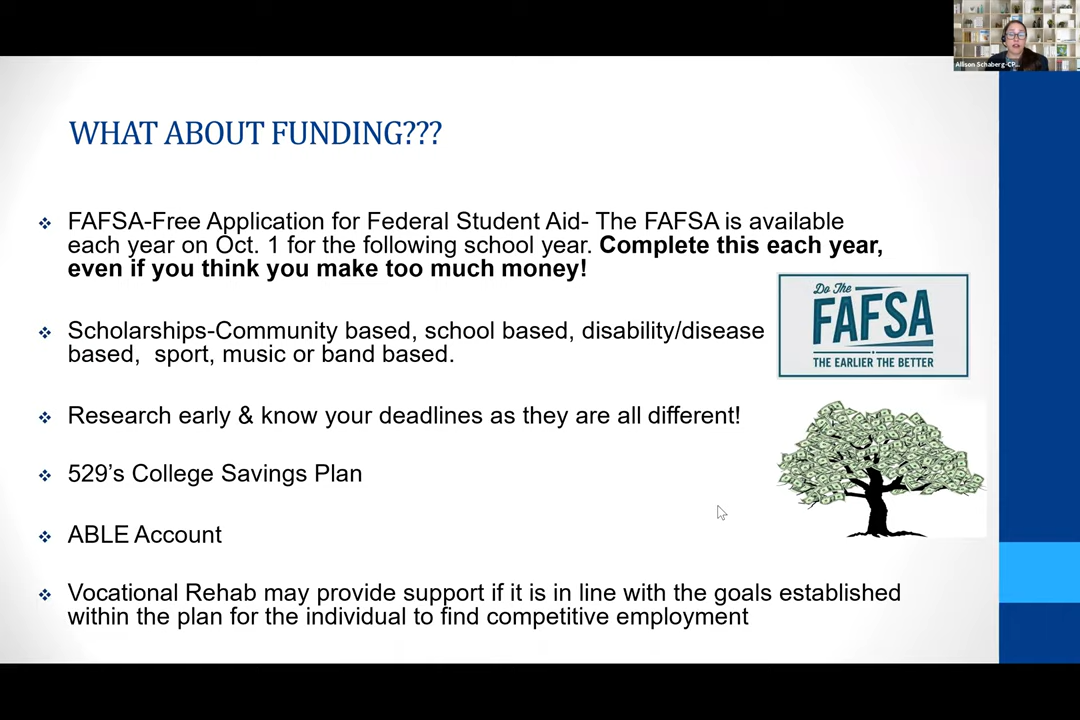 Allison Schaberg-CP...
WHAT ABOUT FUNDING???
FAFSA-Free Application for Federal Student Aid- The FAFSA is available
each year on Oct. 1 for the following school year. Complete this each year,
even if you think you make too much money!
Do The
FAFSA
THE EARLIER THE BETTER
Scholarships-Community based, school based, disability/disease
based,  sport, music or band based.
Research early & know your deadlines as they are all different!
529’s College Savings Plan
ABLE Account
Vocational Rehab may provide support if it is in line with the goals established
within the plan for the individual to find competitive employment